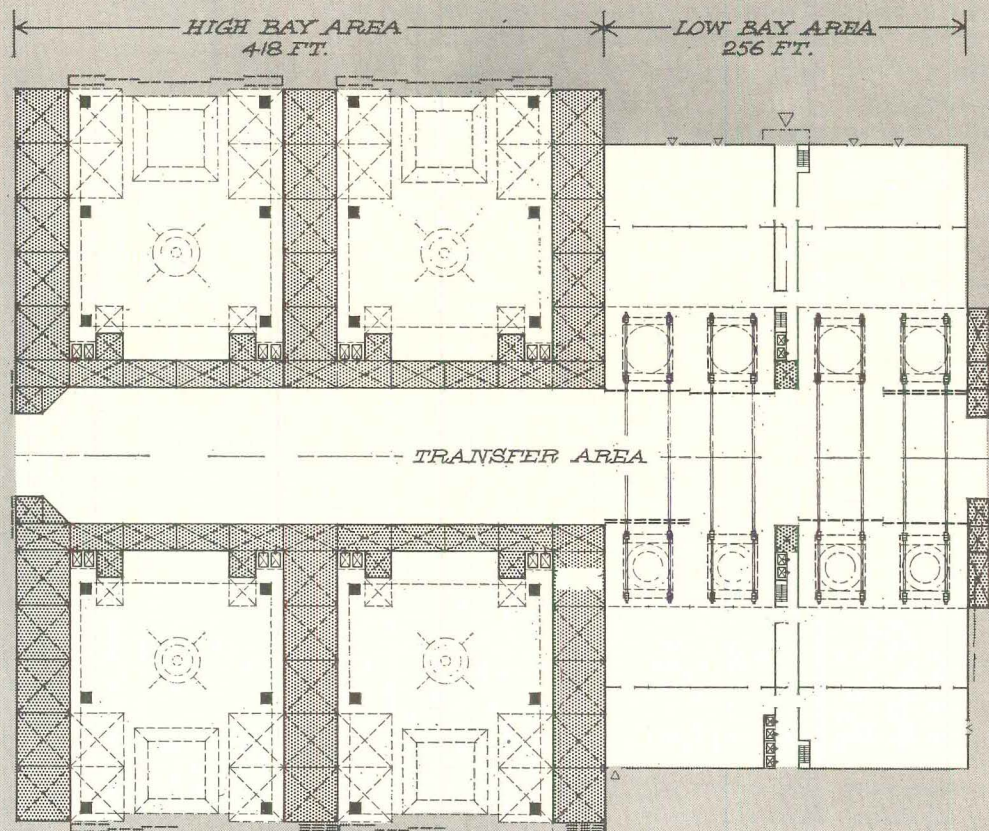 HIGH BAY AREA
418 FT.
LOW BAY AREA
256 FT.
TRANSFER AREA